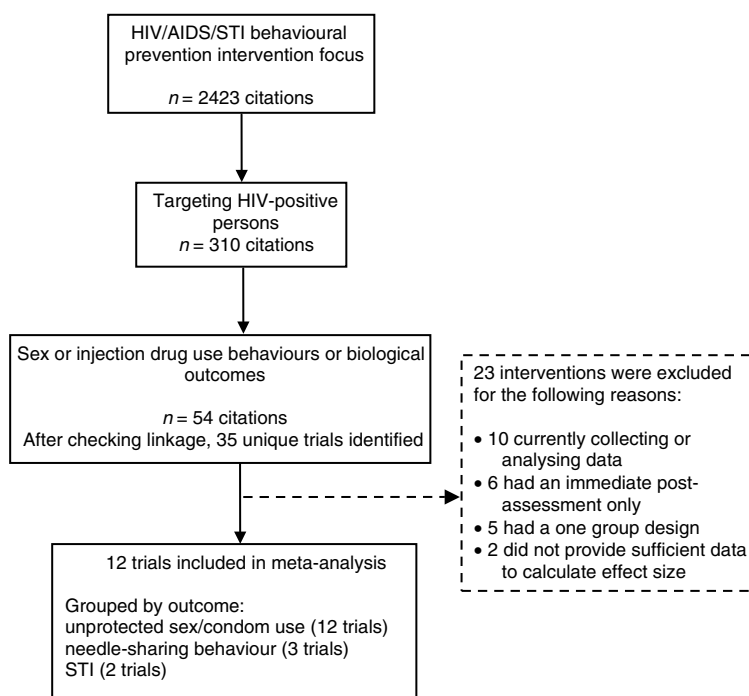 HIV/AIDS/STI behavioural
prevention intervention focus
n = 2423 citations
Targeting HIV-positive
persons
n = 310 citations
Sex or injection drug use behaviours or biological
outcomes
n = 54 citations
After checking linkage, 35 unique trials identified
23 interventions were excluded
for the following reasons:
• 10 currently collecting or
analysing data
• 6 had an immediate post-
assessment only
• 5 had a one group design
• 2 did not provide sufficient data
to calculate effect size
12 trials included in meta-analysis
Grouped by outcome:
unprotected sex/condom use (12 trials)
needle-sharing behaviour (3 trials)
STI (2 trials)